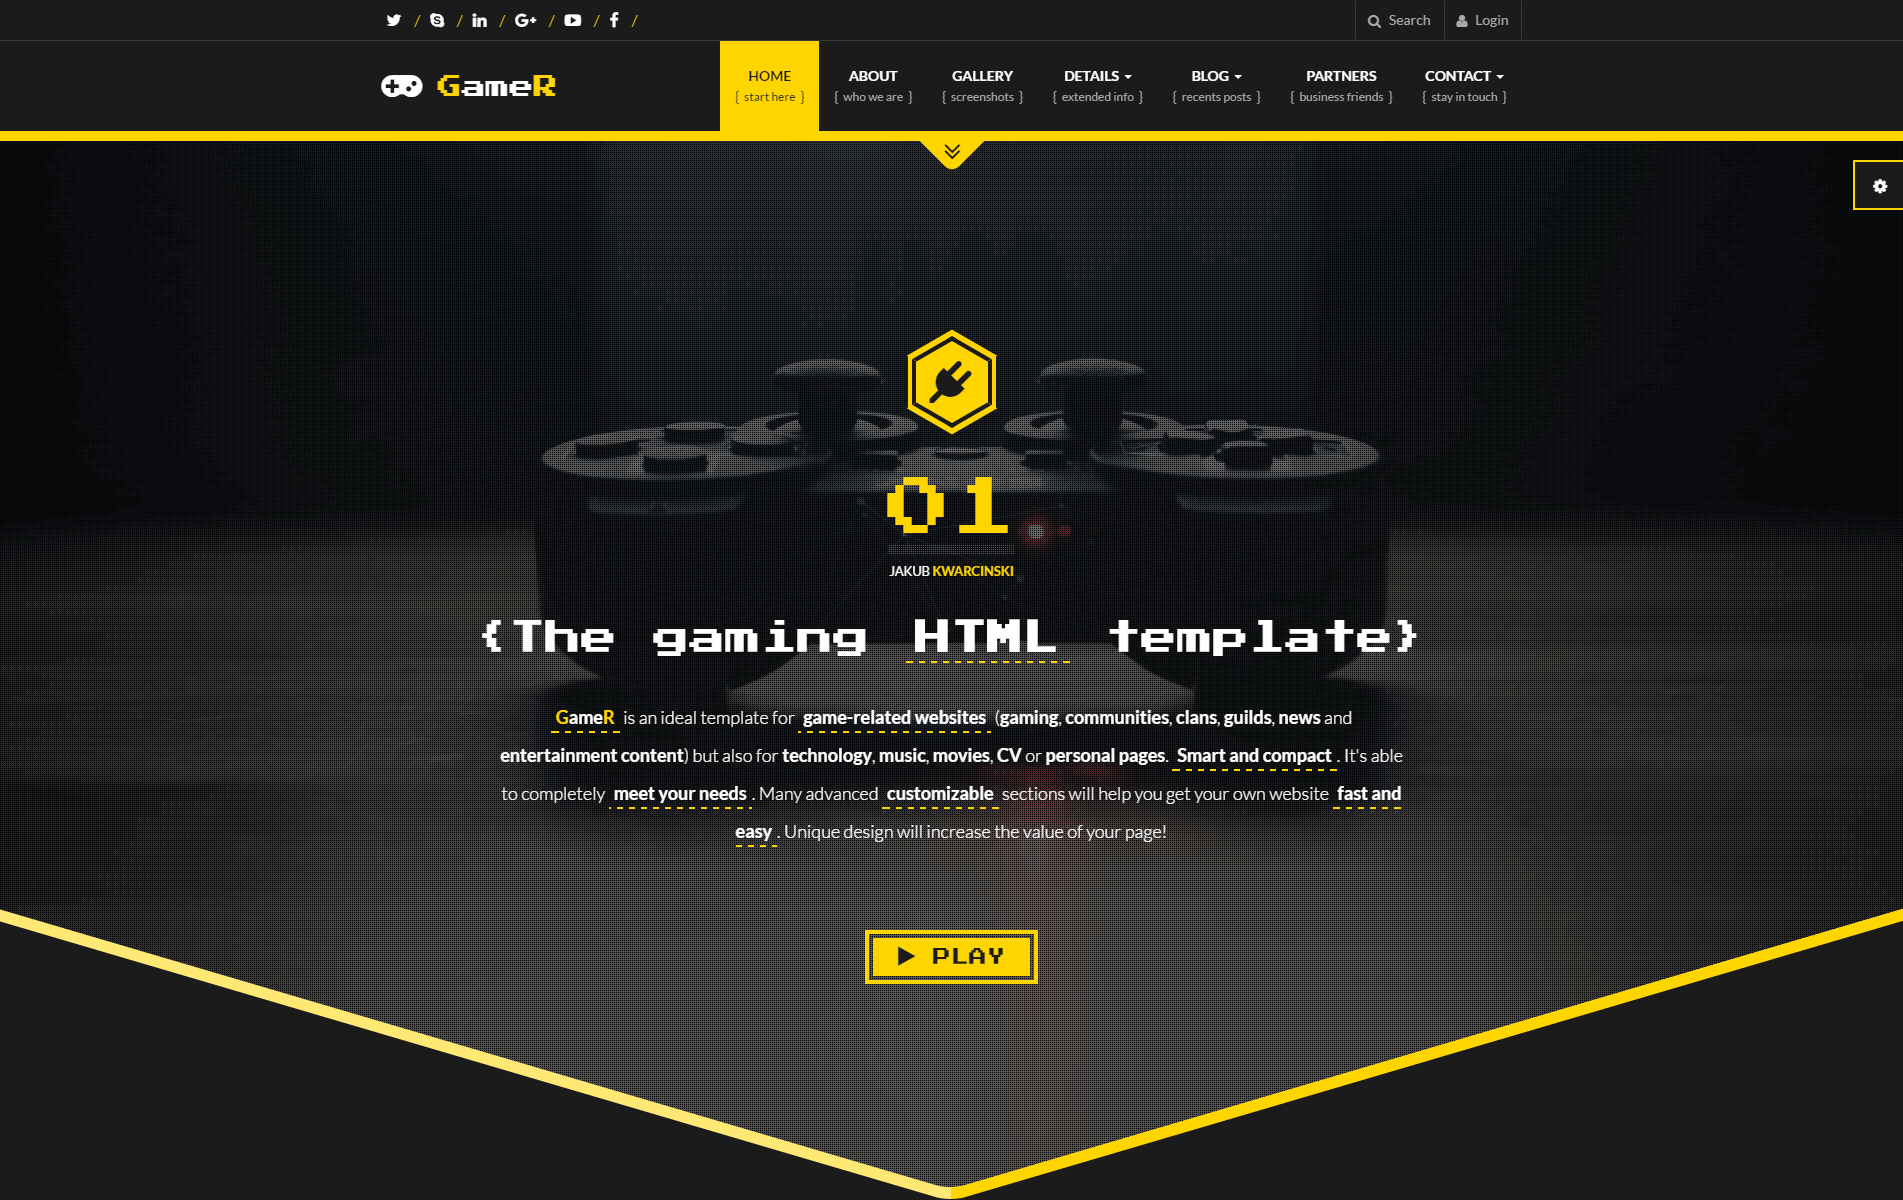 / / / / / /
Search Login
GameR
HOME ABOUT GALLERY DETAILS BLOG PARTNERS CONTACT
{ start here } { who we are } { screenshots } { extended info } { recents posts } { business friends } { stay in touch }
01
JAKUB KWARCINSKI
{The gaming HTML template}
GameR is an ideal template for game-related websites (gaming, communities, clans, guilds, news and
entertainment content) but also for technology, music, movies, CV or personal pages. Smart and compact . It's able
to completely meet your needs . Many advanced customizable sections will help you get your own website fast and
easy . Unique design will increase the value of your page!
PLAY